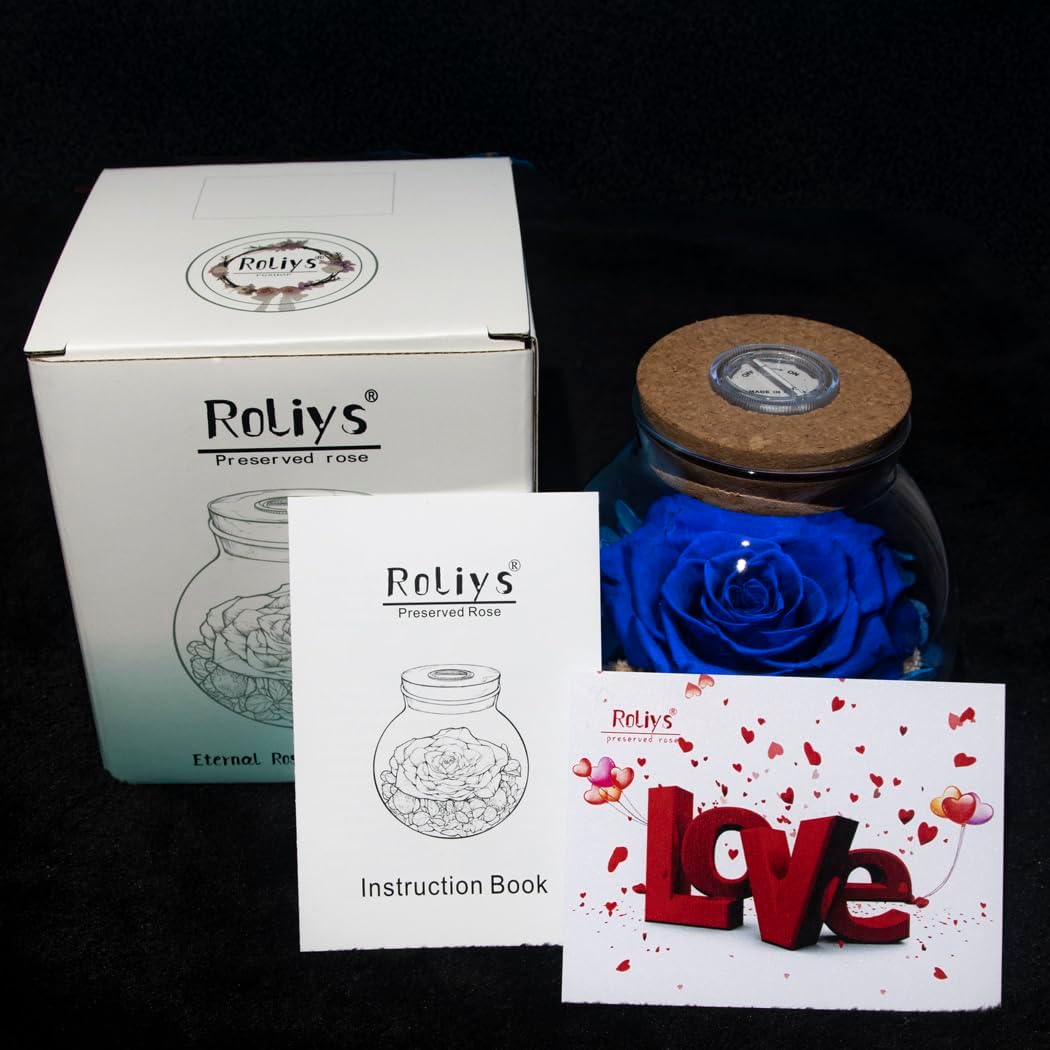 RoLiys®
RoLiys®
Preserved rose
Eternal Ros
OFF ON
MADE IN
RoLiys®
Preserved Rose
Instruction Book
RoLiys®
preserved rose
Love